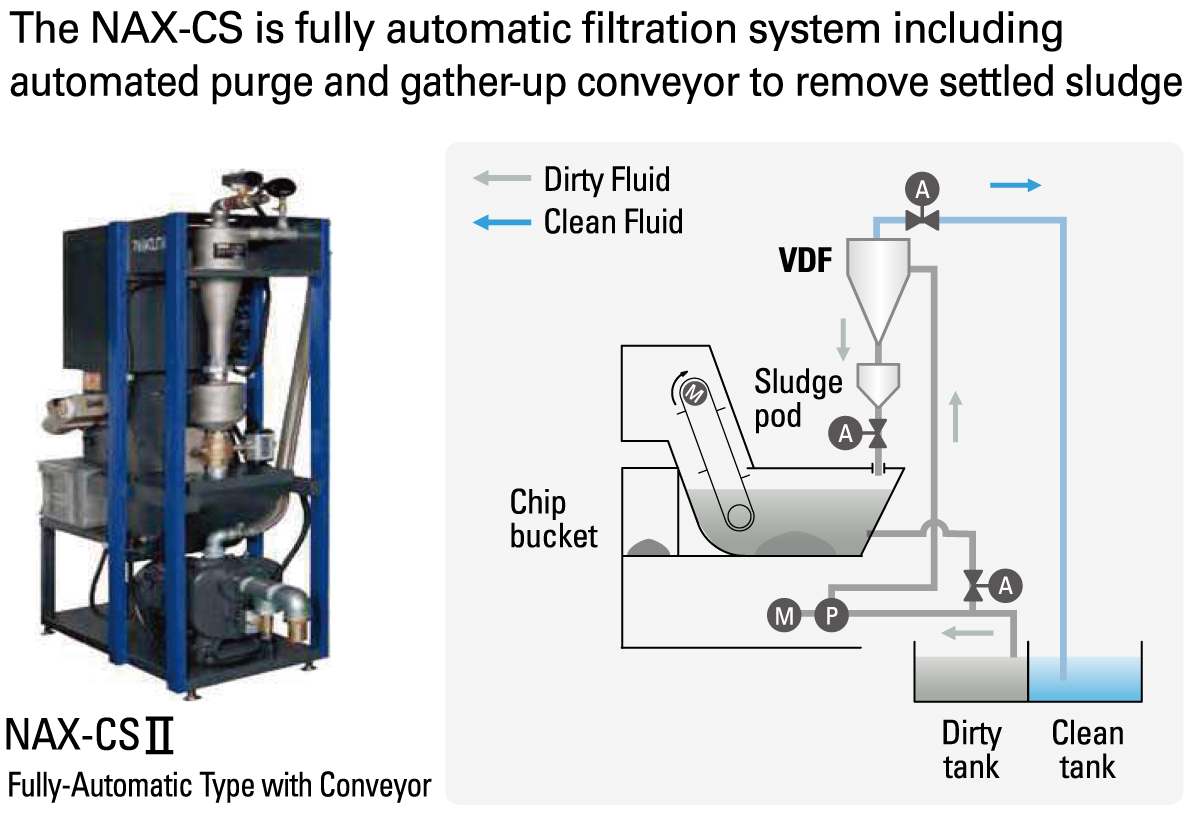 The NAX-CS is fully automatic filtration system including
automated purge and gather-up conveyor to remove settled sludge
Dirty Fluid
Clean Fluid
A
VDF
M
Sludge
pod
A
Chip
bucket
A
M
P
Dirty
tank
Clean
tank
NAX-CSⅡ
Fully-Automatic Type with Conveyor